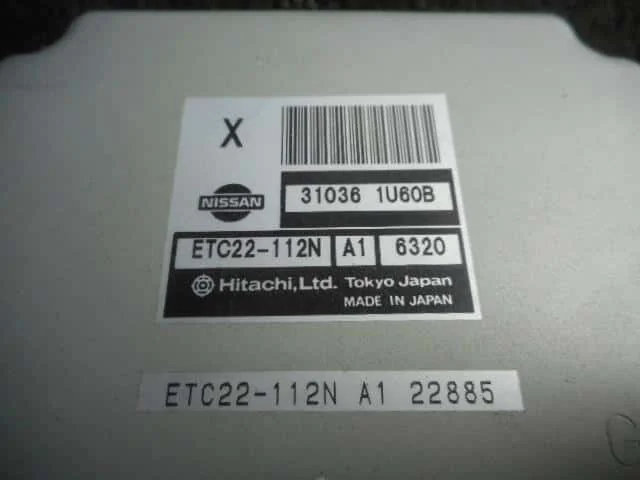 X
NISSAN
31036 1U60B
ETC22-112N A1 6320
Hitachi, Ltd. Tokyo Japan
MADE IN JAPAN
ETC22-112N A1 22885